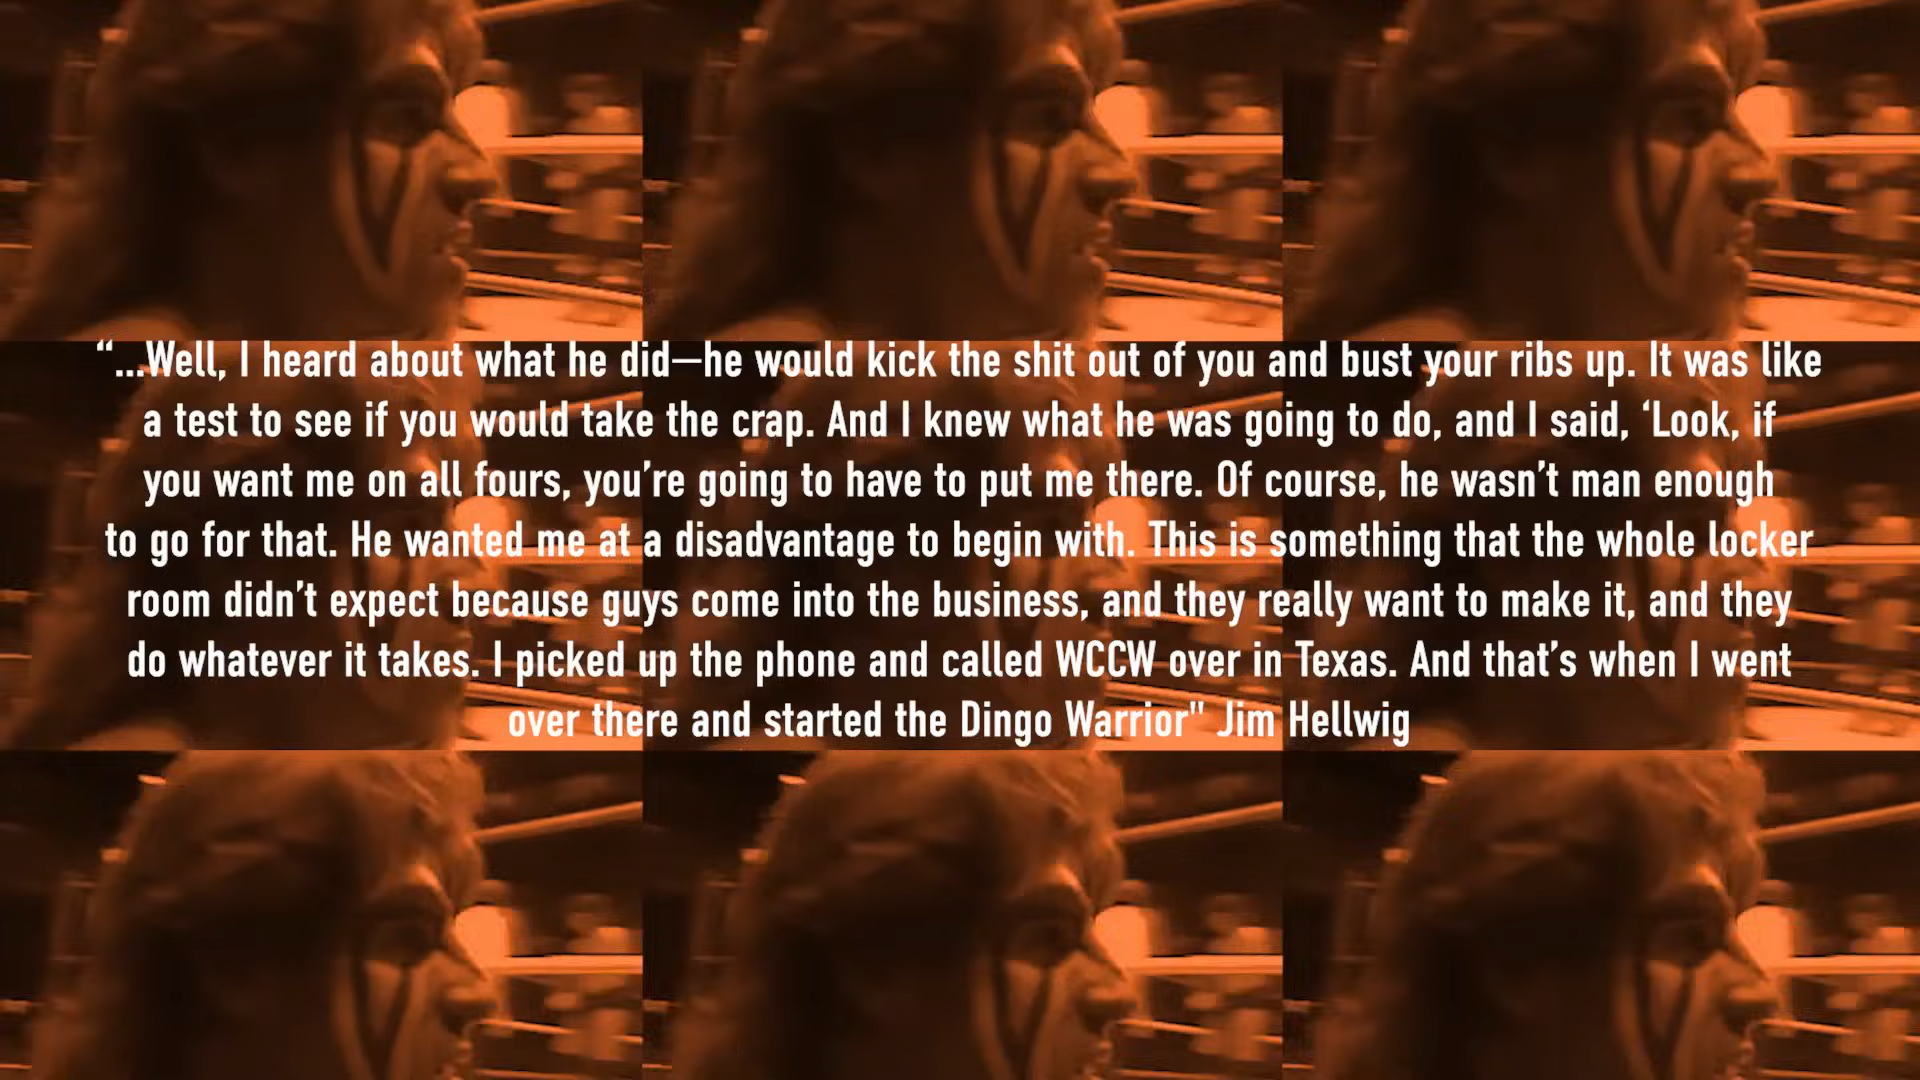 “...Well, I heard about what he did—he would kick the shit out of you and bust your ribs up. It was like
a test to see if you would take the crap. And I knew what he was going to do, and I said, ‘Look, if
you want me on all fours, you’re going to have to put me there. Of course, he wasn’t man enough
to go for that. He wanted me at a disadvantage to begin with. This is something that the whole locker
room didn’t expect because guys come into the business, and they really want to make it, and they
do whatever it takes. I picked up the phone and called WCCW over in Texas. And that’s when I went
over there and started the Dingo Warrior" Jim Hellwig